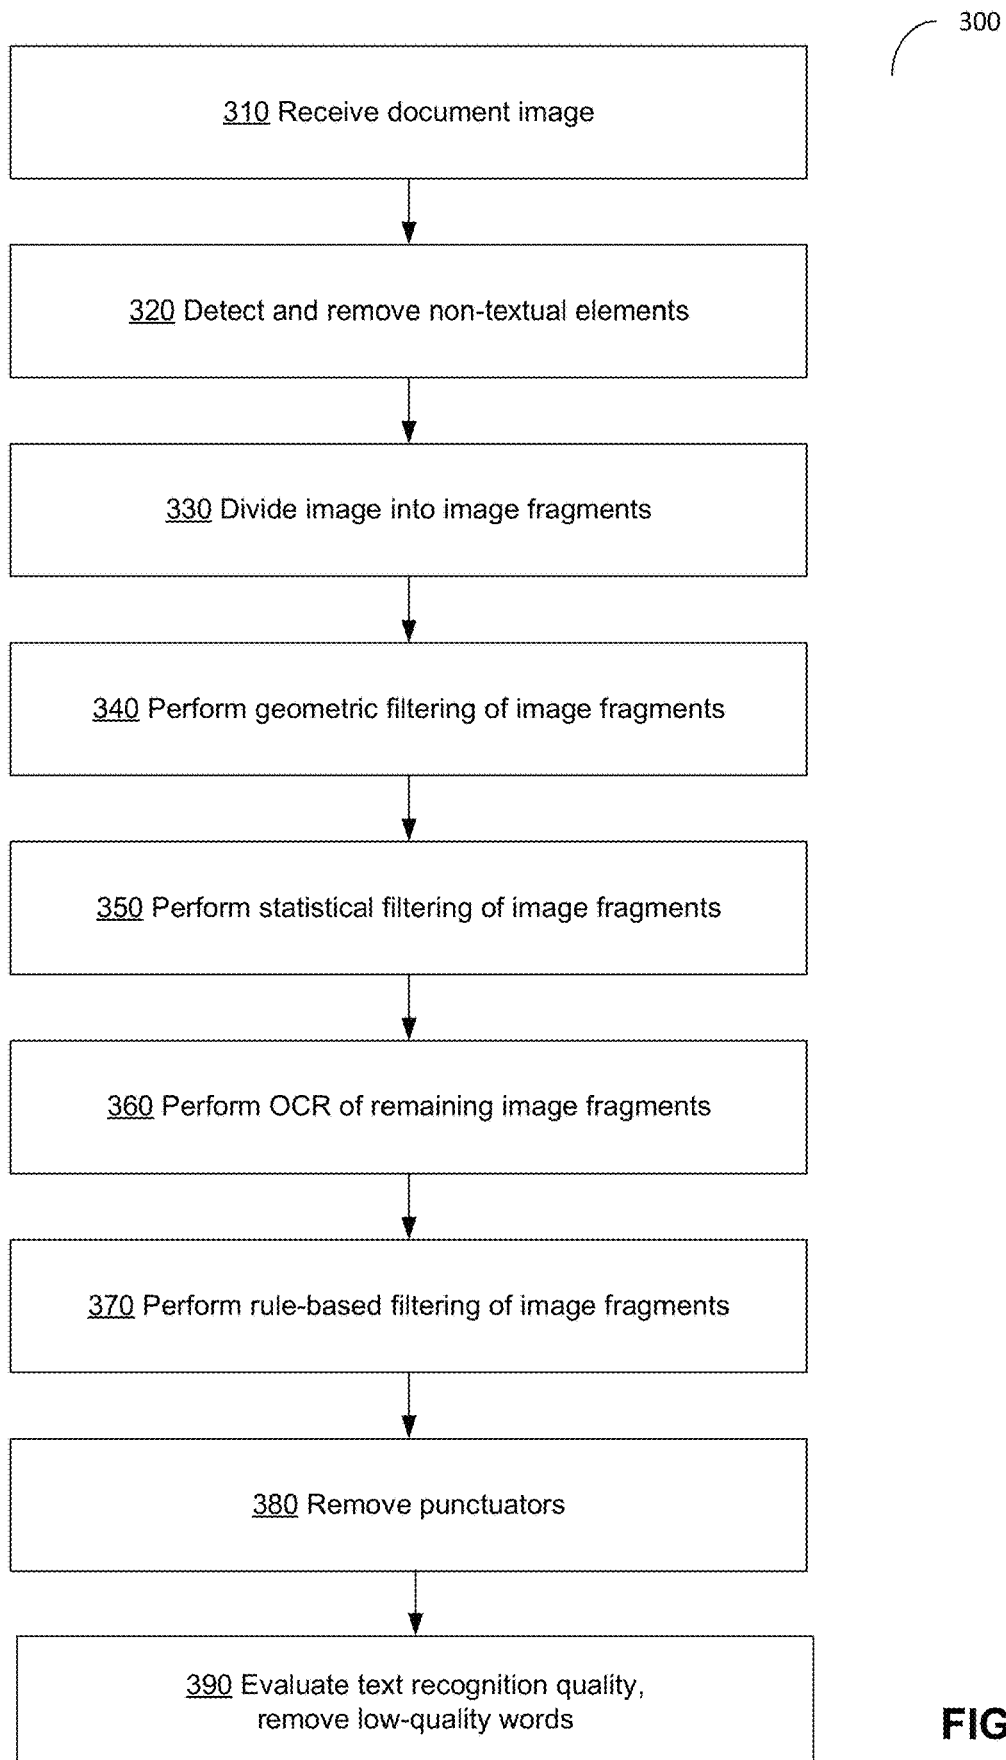 300
310 Receive document image
320 Detect and remove non-textual elements
330 Divide image into image fragments
340 Perform geometric filtering of image fragments
350 Perform statistical filtering of image fragments
360 Perform OCR of remaining image fragments
370 Perform rule-based filtering of image fragments
380 Remove punctuators
390 Evaluate text recognition quality,
remove low-quality words
FIG